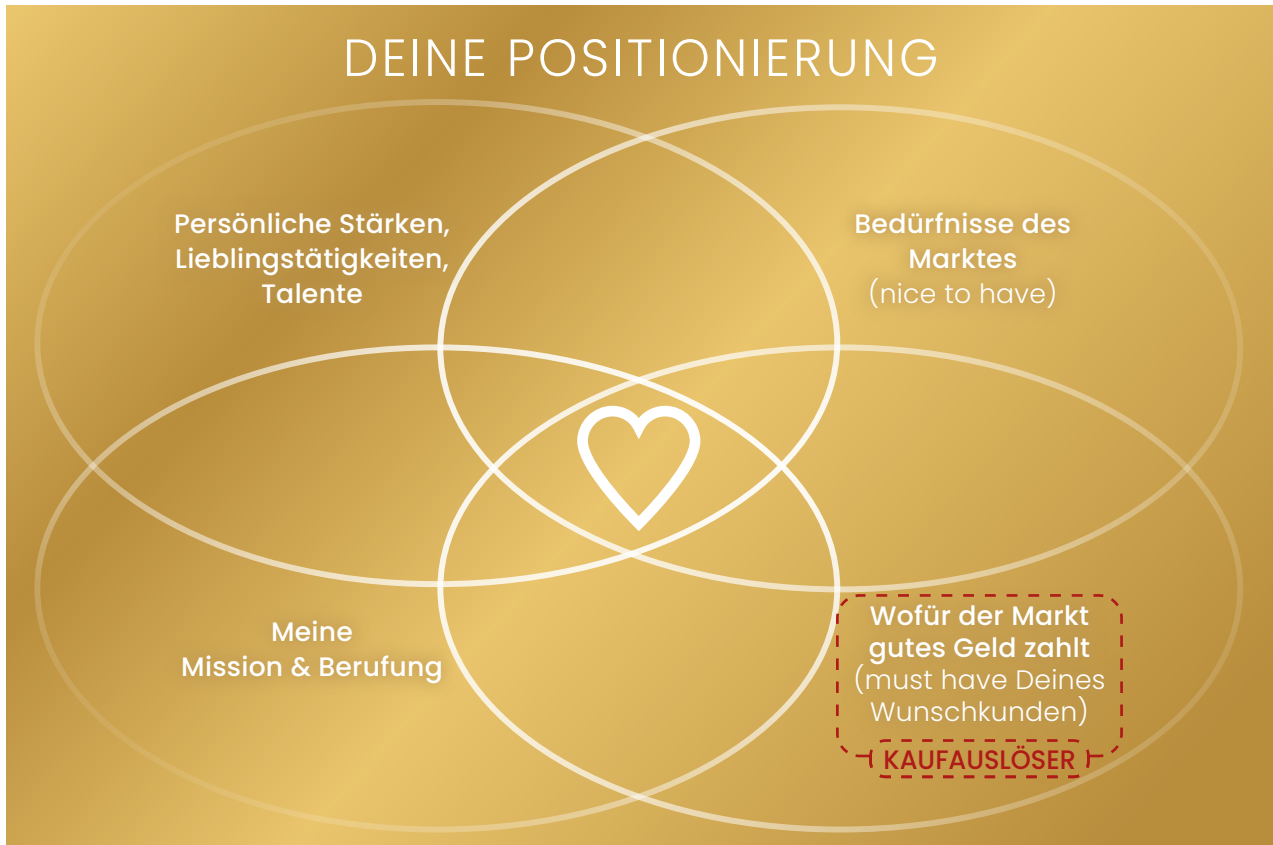 DEINE POSITIONIERUNG
Persönliche Stärken,
Lieblingstätigkeiten,
Talente
Bedürfnisse des
Marktes
(nice to have)
Meine
Mission & Berufung
Wofür der Markt
gutes Geld zahlt
(must have Deines
Wunschkunden)
KAUFAUSLÖSER